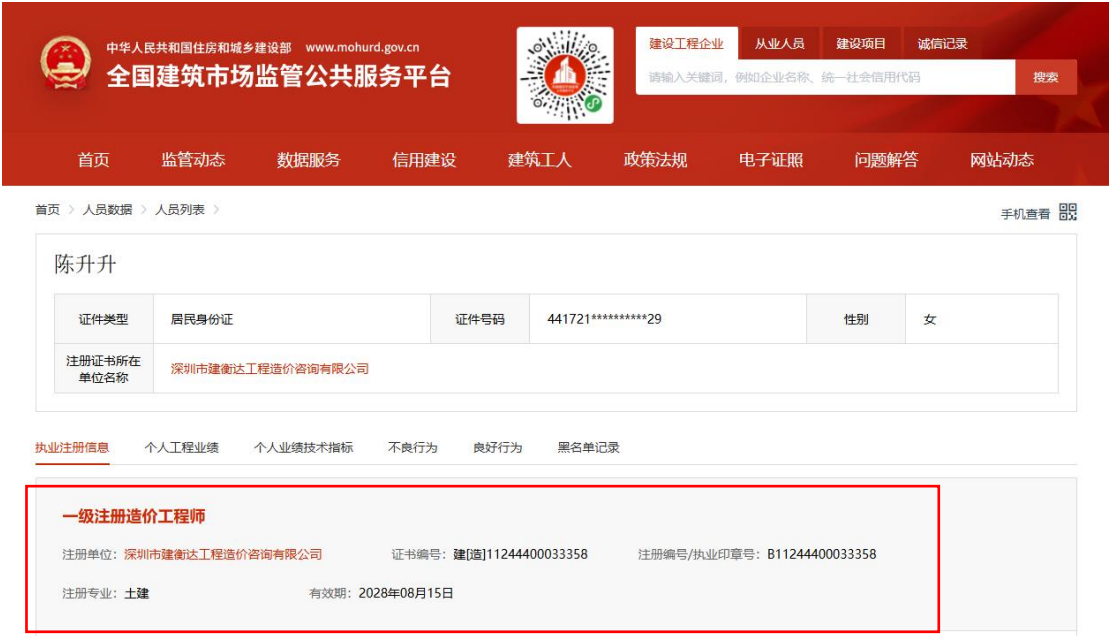 中华人民共和国住房和城乡建设部 www.mohurd.gov.cn
全国建筑市场监管公共服务平台
建设工程企业 从业人员 建设项目 诚信记录
请输入关键词，例如企业名称、统一社会信用代码 搜索
首页 监管动态 数据服务 信用建设 建筑工人 政策法规 电子证照 问题解答 网站动态
首页 > 人员数据 > 人员列表 >
手机查看
陈升升
证件类型 居民身份证 证件号码 441721**********29 性别 女
注册证书所在
单位名称
深圳市建衡达工程造价咨询有限公司
执业注册信息 个人工程业绩 个人业绩技术指标 不良行为 良好行为 黑名单记录
一级注册造价工程师
注册单位：深圳市建衡达工程造价咨询有限公司 证书编号：建[造]11244400033358 注册编号/执业印章号：B11244400033358
注册专业：土建 有效期：2028年08月15日